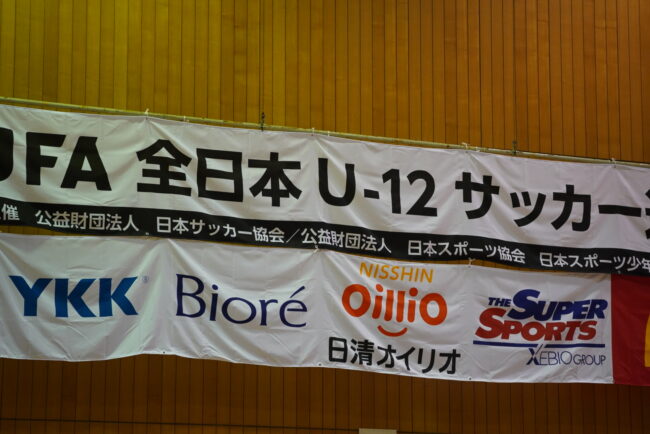 UFA 全日本 U-12 サッカー
催 公益財団法人 日本サッカー協会／公益財団法人 日本スポーツ協会 日本スポーツ少年
YKK
Bioré
NISSHIN
Oillio
日清オイリオ
THE SUPER
SPORTS
XEBIO GROUP